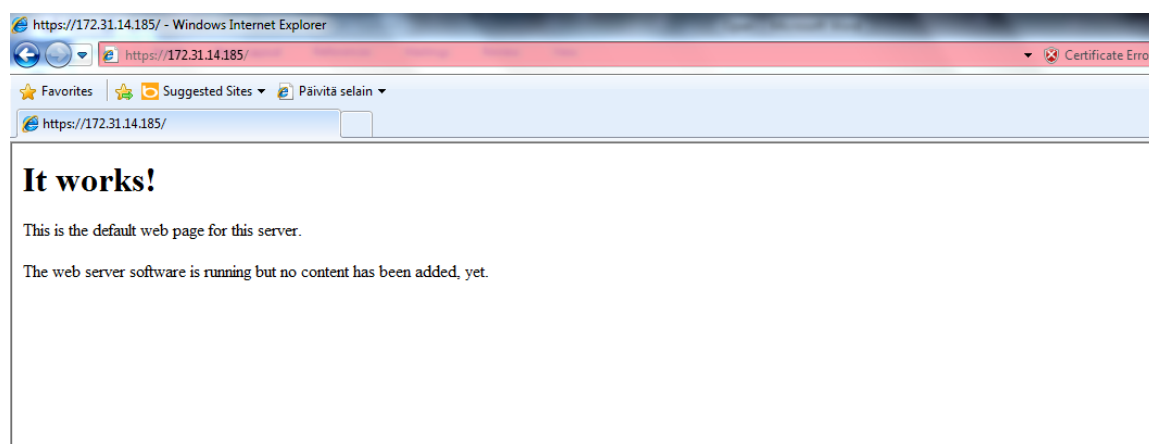 https://172.31.14.185/ - Windows Internet Explorer
https://172.31.14.185/ Certificate Erro
Favorites Suggested Sites Päivitä selain
https://172.31.14.185/
It works!
This is the default web page for this server.
The web server software is running but no content has been added, yet.